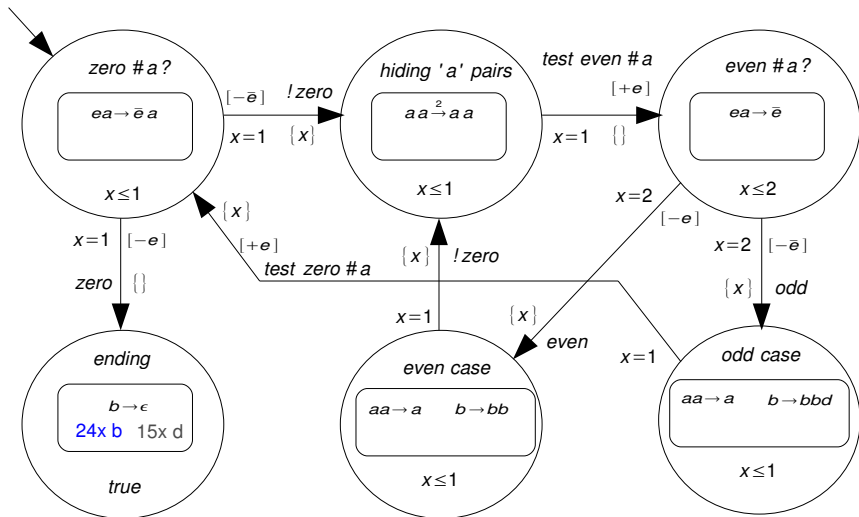 zero # a ?
ea → e̅ a
x≤1
[−e̅] ! zero
x=1 {x}
hiding 'a' pairs
aa →² aa
x≤1
test even # a
[+e]
x=1 {}
even # a ?
ea → e̅
x≤2
x=1 [−e]
zero {}
{x}
[+e]
test zero # a
{x} ! zero
x=1
x=2
[−e]
{x}
even
x=2 [−e̅]
{x} odd
x=1
ending
b → ϵ
24x b 15x d
true
even case
aa → a b → bb
x≤1
odd case
aa → a b → bbd
x≤1